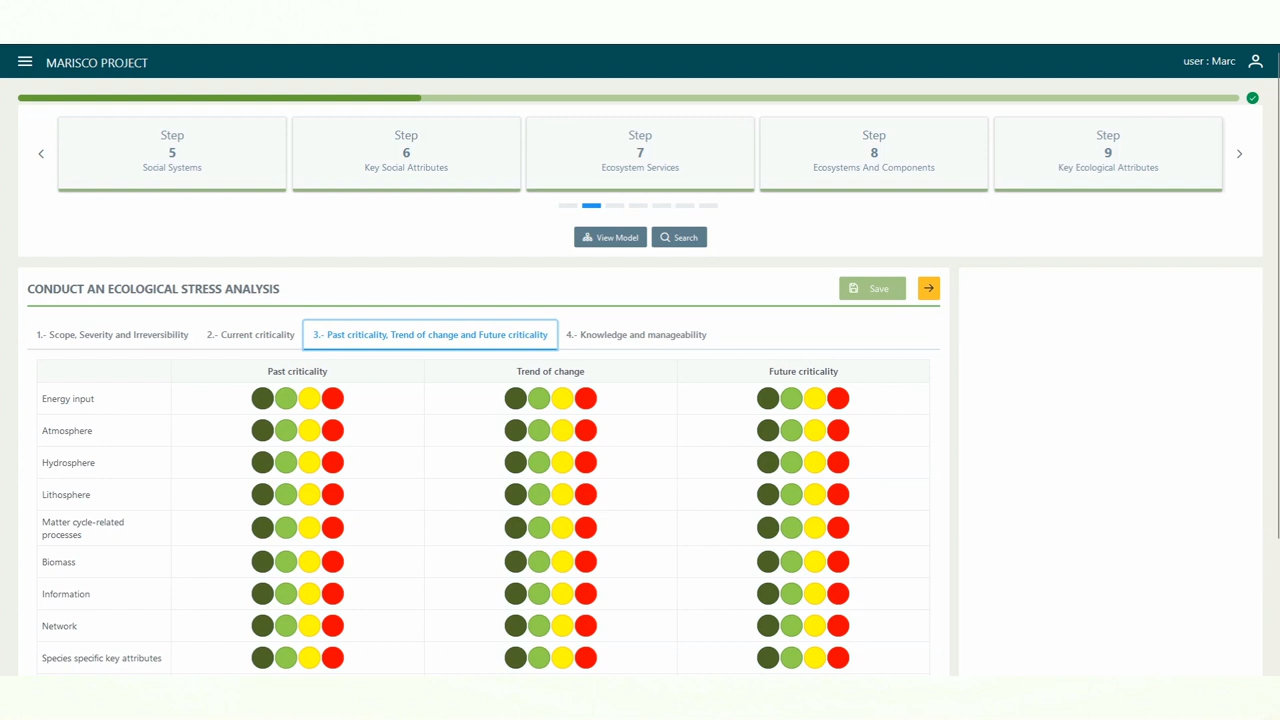 MARISCO PROJECT
user : Marc
Step
5
Social Systems
Step
6
Key Social Attributes
Step
7
Ecosystem Services
Step
8
Ecosystems And Components
Step
9
Key Ecological Attributes
View Model
Search
CONDUCT AN ECOLOGICAL STRESS ANALYSIS
Save
1.- Scope, Severity and Irreversibility
2.- Current criticality
3.- Past criticality, Trend of change and Future criticality
4.- Knowledge and manageability
Past criticality
Trend of change
Future criticality
Energy input
Atmosphere
Hydrosphere
Lithosphere
Matter cycle-related
processes
Biomass
Information
Network
Species specific key attributes